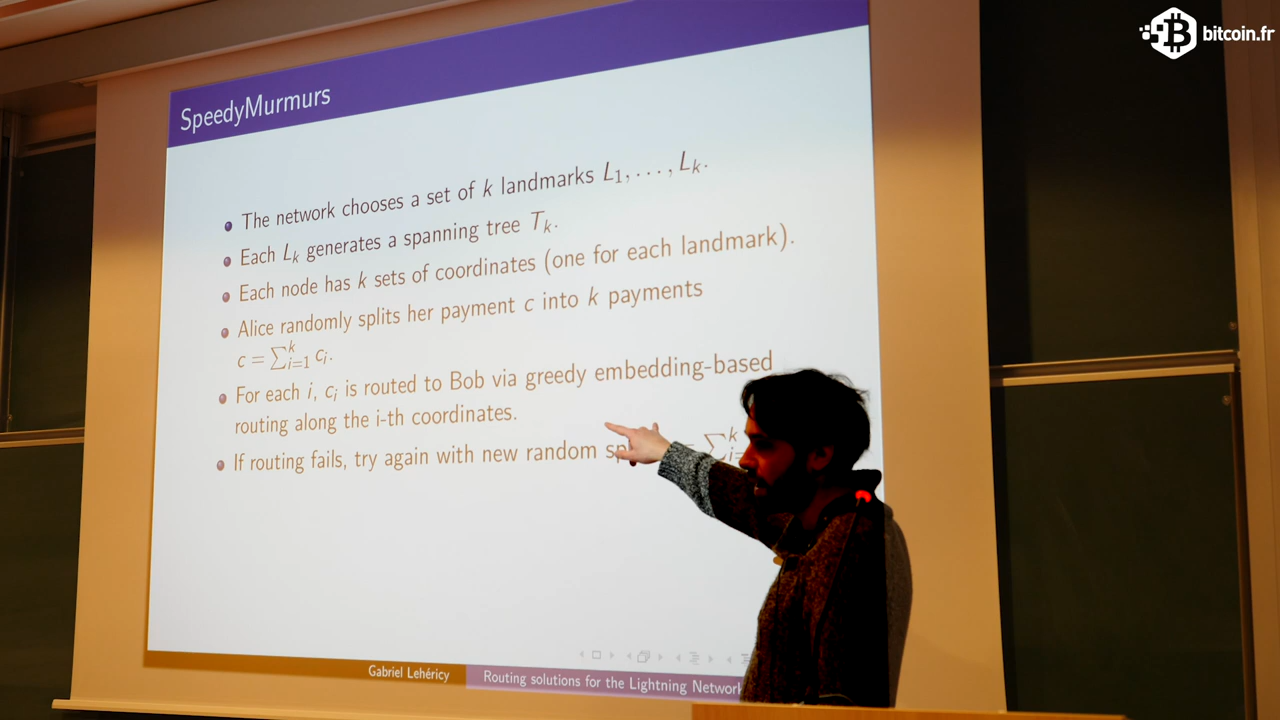 bitcoin.fr
SpeedyMurmurs
The network chooses a set of k landmarks L₁, . . . , Lₖ.
Each Lₖ generates a spanning tree Tₖ.
Each node has k sets of coordinates (one for each landmark).
Alice randomly splits her payment c into k payments
c = ∑ᵏᵢ₌₁ cᵢ.
For each i, cᵢ is routed to Bob via greedy embedding-based
routing along the i-th coordinates.
If routing fails, try again with new random
Gabriel Lehéricy
Routing solutions for the Lightning Network